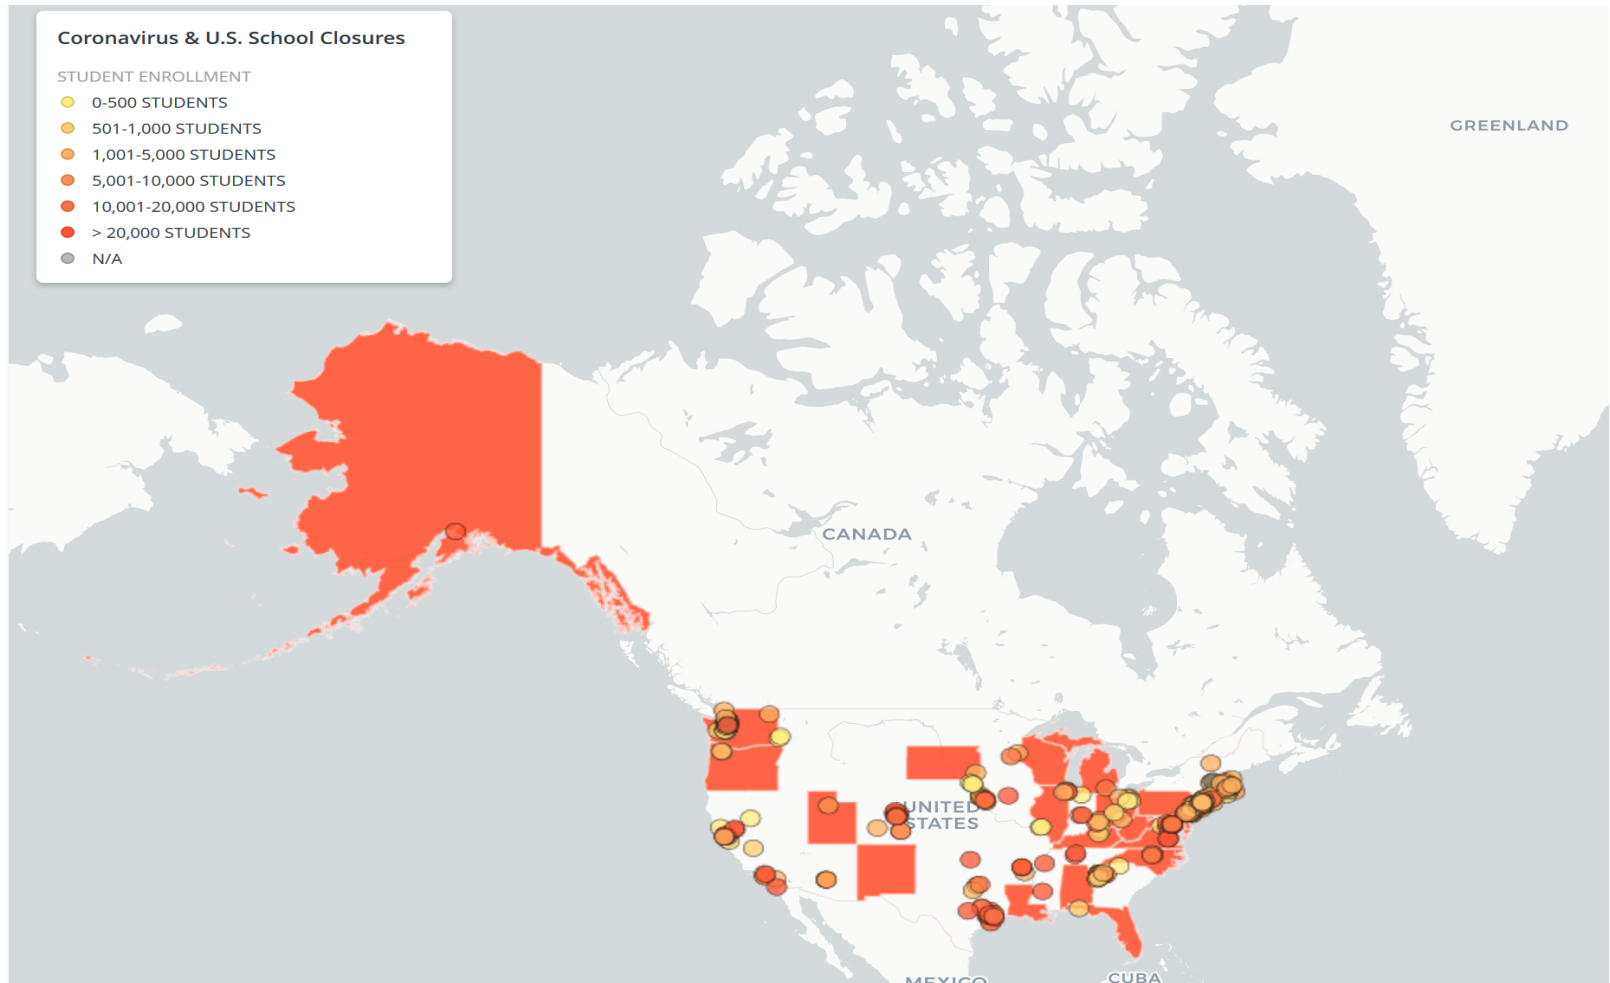 Coronavirus & U.S. School Closures
STUDENT ENROLLMENT
0-500 STUDENTS
501-1,000 STUDENTS
1,001-5,000 STUDENTS
5,001-10,000 STUDENTS
10,001-20,000 STUDENTS
> 20,000 STUDENTS
N/A
GREENLAND
CANADA
UNITED
STATES
MEXICO
CUBA